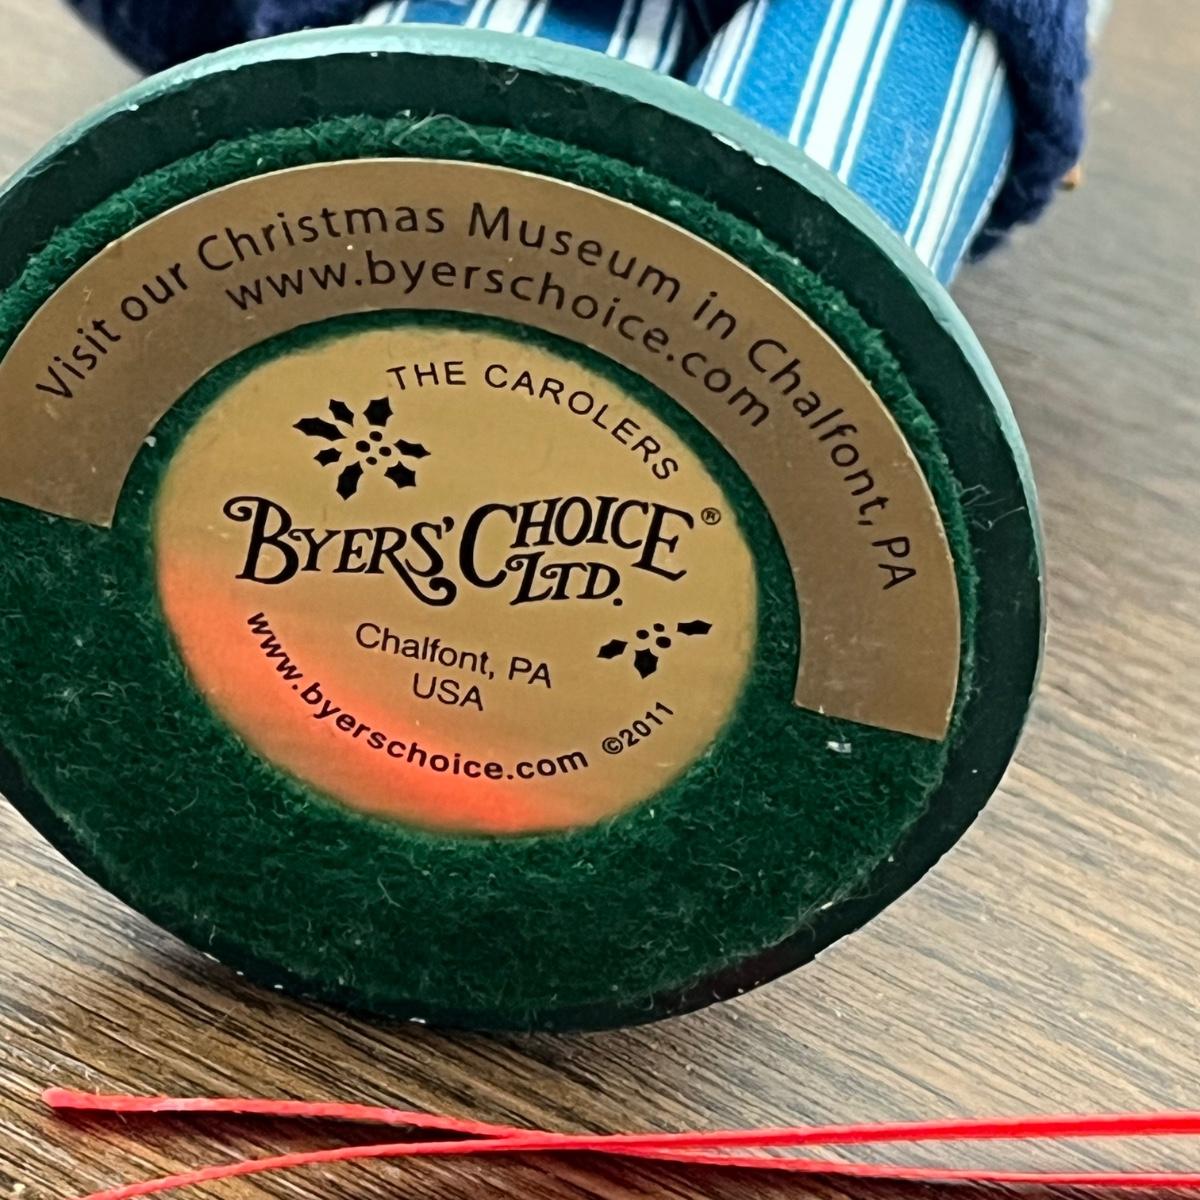 Visit our Christmas Museum in Chalfont, PA
www.byerschoice.com
THE CAROLERS
BYERS' CHOICE®
LTD.
Chalfont, PA
USA
www.byerschoice.com ©2011